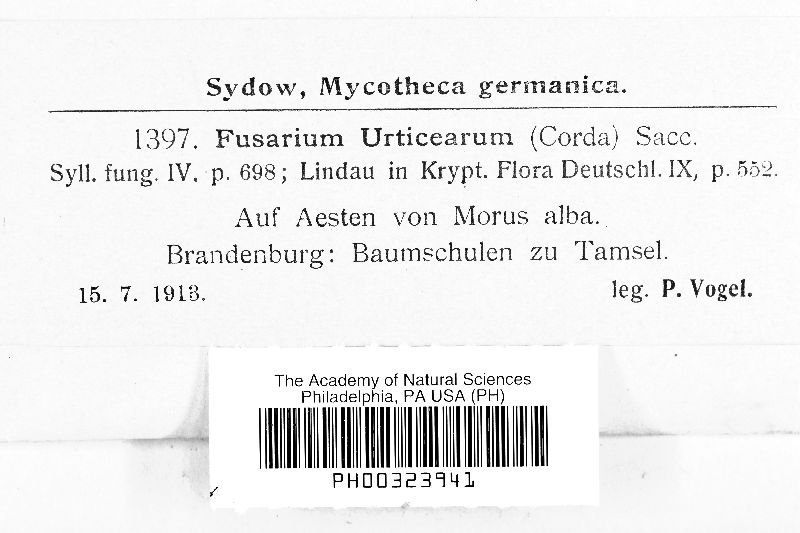 Sydow, Mycotheca germanica.
1397. Fusarium Urticearum (Corda) Sacc.
Syll. fung. IV. p. 698; Lindau in Krypt. Flora Deutschl. IX, p. 552.
Auf Aesten von Morus alba.
Brandenburg: Baumschulen zu Tamsel.
15. 7. 1913. leg. P. Vogel.
The Academy of Natural Sciences
Philadelphia, PA USA (PH)
PH00323941